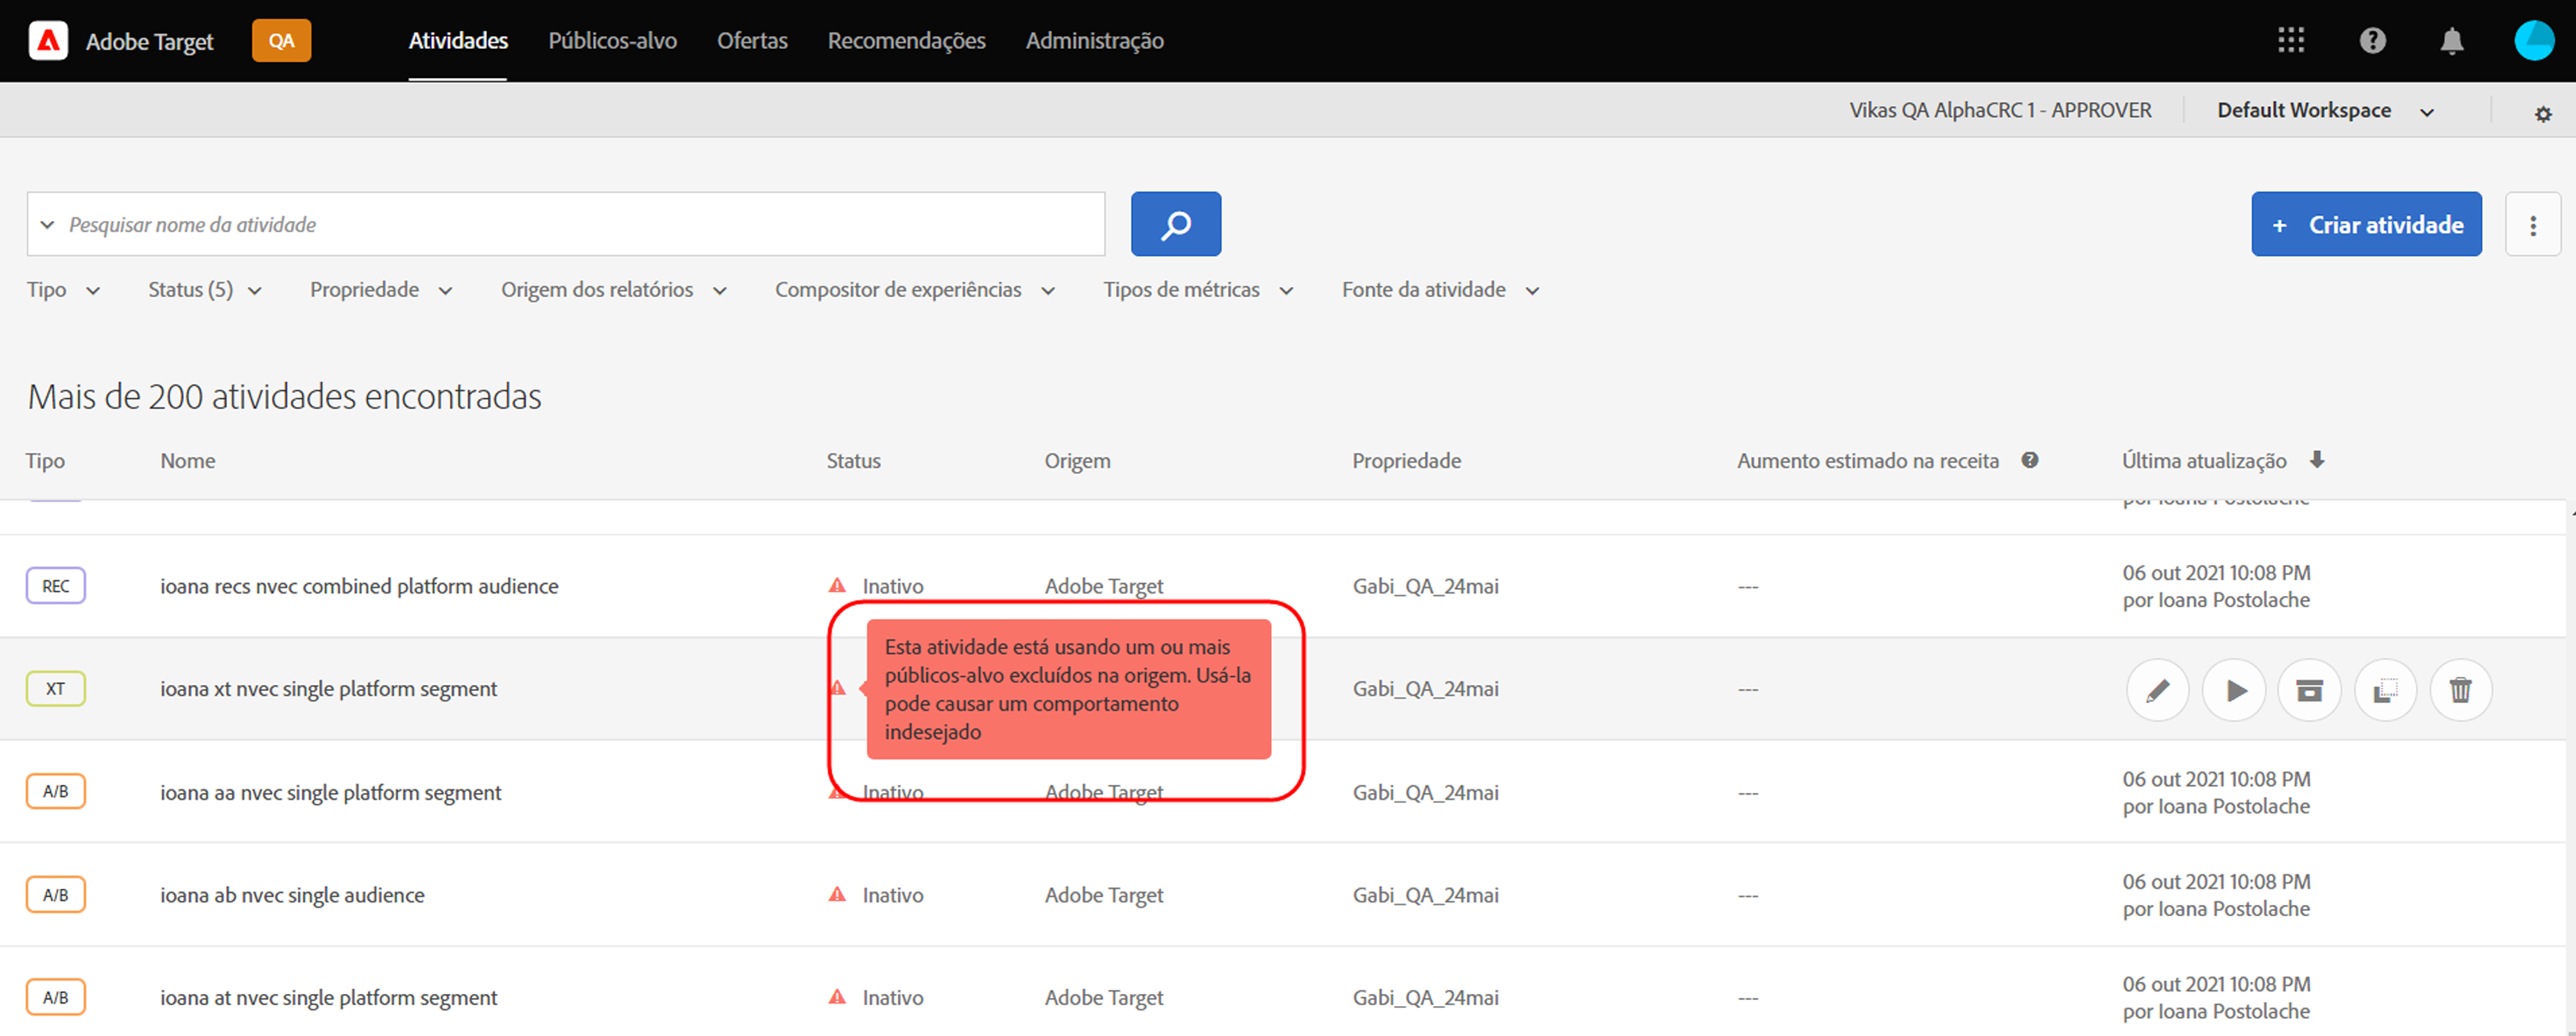 Adobe Target QA Atividades Públicos-alvo Ofertas Recomendações Administração
Vikas QA AlphaCRC 1 - APPROVER Default Workspace
Pesquisar nome da atividade
+ Criar atividade
Tipo Status (5) Propriedade Origem dos relatórios Compositor de experiências Tipos de métricas Fonte da atividade
Mais de 200 atividades encontradas
Tipo Nome Status Origem Propriedade Aumento estimado na receita Última atualização
por Ioana Postolache
REC ioana recs nvec combined platform audience Inativo Adobe Target Gabi_QA_24mai --- 06 out 2021 10:08 PM
por Ioana Postolache
Esta atividade está usando um ou mais
públicos-alvo excluídos na origem. Usá-la
pode causar um comportamento
indesejado
XT ioana xt nvec single platform segment Gabi_QA_24mai ---
A/B ioana aa nvec single platform segment Inativo Adobe Target Gabi_QA_24mai --- 06 out 2021 10:08 PM
por Ioana Postolache
A/B ioana ab nvec single audience Inativo Adobe Target Gabi_QA_24mai --- 06 out 2021 10:08 PM
por Ioana Postolache
A/B ioana at nvec single platform segment Inativo Adobe Target Gabi_QA_24mai --- 06 out 2021 10:08 PM
por Ioana Postolache